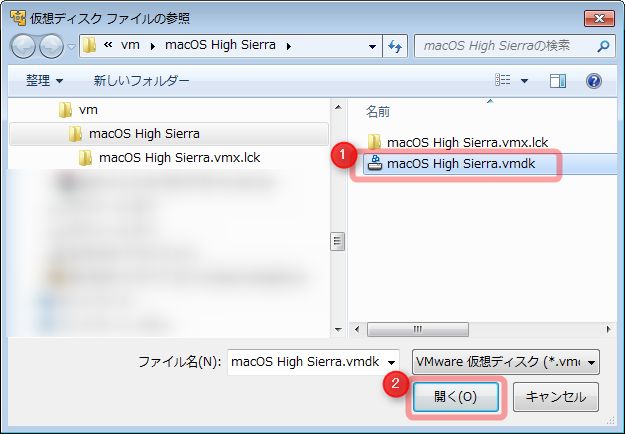 仮想ディスク ファイルの参照
« vm ▸ macOS High Sierra ▸
macOS High Sierraの検索
整理 ▼ 新しいフォルダー
vm
macOS High Sierra
macOS High Sierra.vmx.lck
名前
macOS High Sierra.vmx.lck
1
macOS High Sierra.vmdk
ファイル名(N): macOS High Sierra.vmdk
VMware 仮想ディスク (*.vm
2
開く(O)
キャンセル